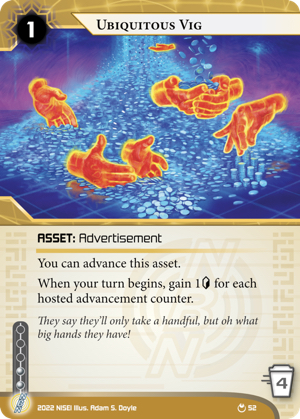 1
UBIQUITOUS VIG
ASSET: Advertisement
You can advance this asset.
When your turn begins, gain 1 for each
hosted advancement counter.
They say they'll only take a handful, but oh what
big hands they have!
4
2022 NISEI Illus. Adam S. Doyle
52